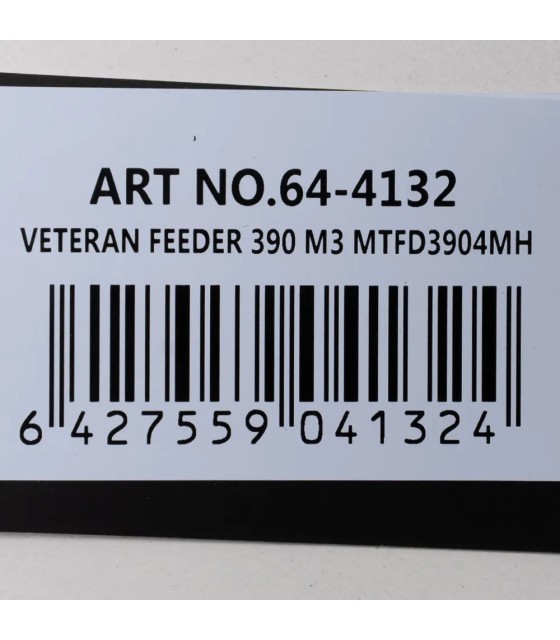 ART NO.64-4132
VETERAN FEEDER 390 M3 MTFD3904MH
6 427559 041324